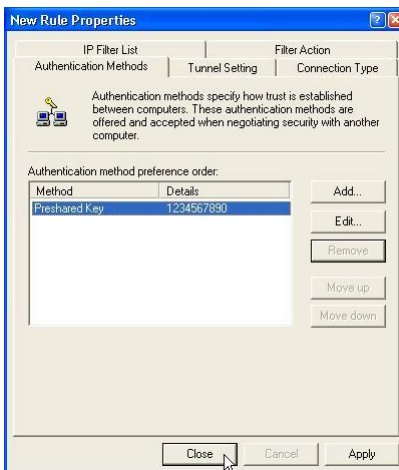 New Rule Properties
IP Filter List
Filter Action
Authentication Methods
Tunnel Setting
Connection Type
Authentication methods specify how trust is established
between computers. These authentication methods are
offered and accepted when negotiating security with another
computer.
Authentication method preference order:
Method Details
Preshared Key 1234567890
Add...
Edit...
Remove
Move up
Move down
Close
Cancel
Apply